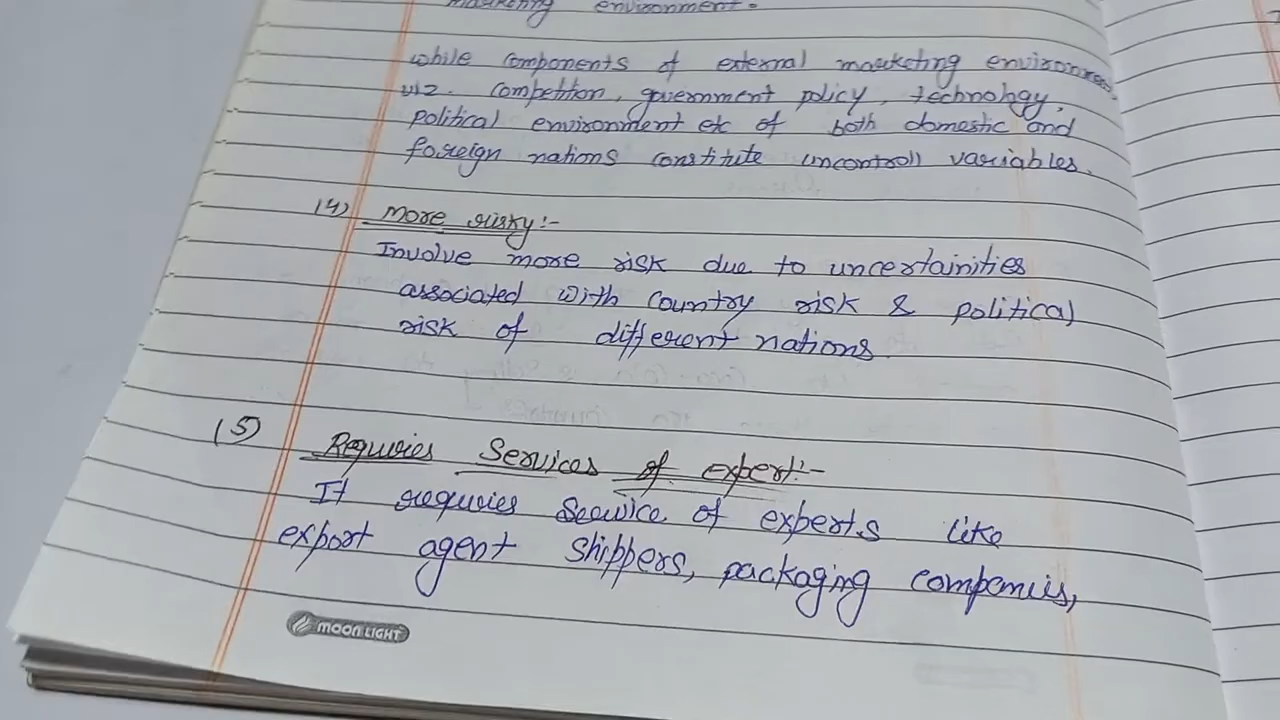 marketing environment.
while components of external marketing environment
viz. Competition, government policy, technology,
political environment etc of both domestic and
foreign nations constitute uncontroll variables.
(4) More risky:-
Involve more risk due to uncertainities
associated with Country risk & political
risk of different nations.
(5) Requries Services of expert:-
It requries Service of experts like
export agent shippers, packaging companies,
MOONLIGHT